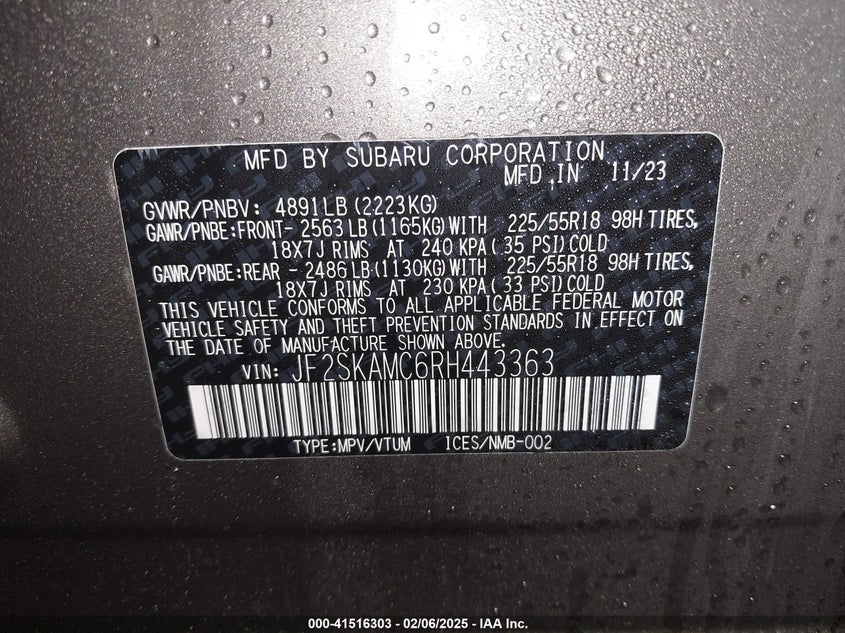 MFD BY SUBARU CORPORATION
MFD IN 11/23
GVWR/PNBV: 4891LB (2223KG)
GAWR/PNBE:FRONT- 2563 LB (1165KG) WITH 225/55R18 98H TIRES,
18X7J RIMS AT 240 KPA ( 35 PSI) COLD
GAWR/PNBE:REAR - 2486 LB (1130KG) WITH 225/55R18 98H TIRES,
18X7J RIMS AT 230 KPA ( 33 PSI) COLD
THIS VEHICLE CONFORMS TO ALL APPLICABLE FEDERAL MOTOR
VEHICLE SAFETY AND THEFT PREVENTION STANDARDS IN EFFECT ON
THE DATE OF MANUFACTURE SHOWN ABOVE.
VIN: JF2SKAMC6RH443363
TYPE:MPV/VTUM ICES/NMB-002
000-41516303 - 02/06/2025 - IAA Inc.